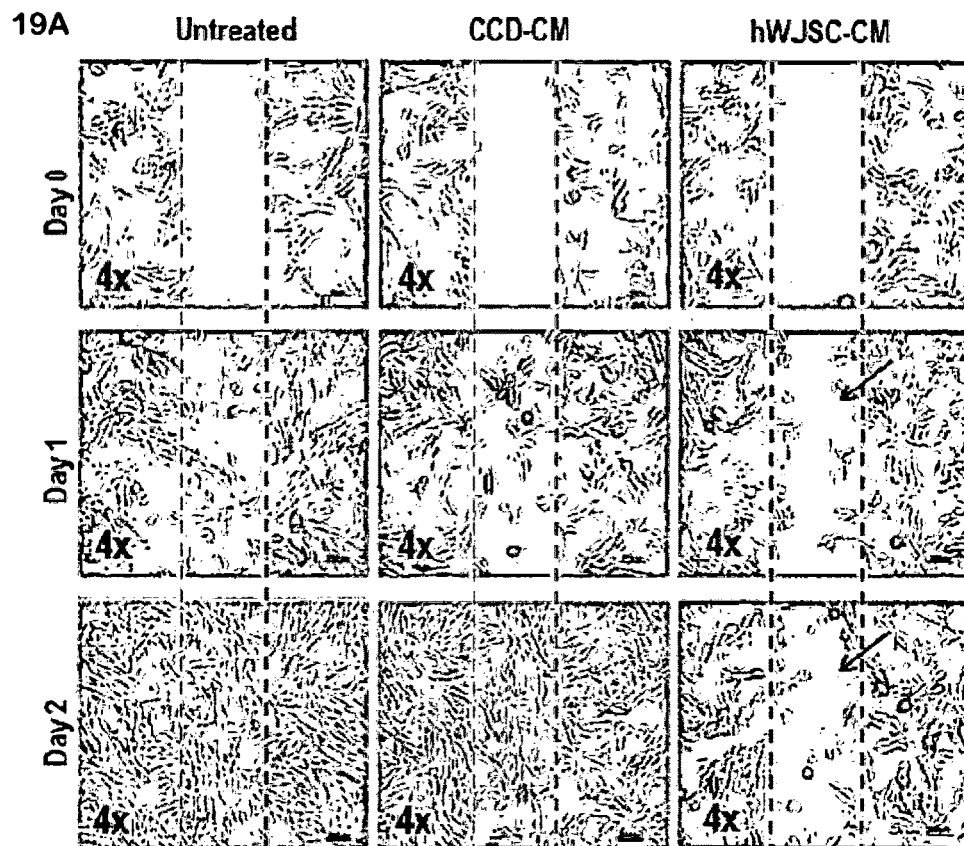 19A
Untreated CCD-CM hWJSC-CM
Day 0
4x 4x 4x
Day 1
4x 4x 4x
Day 2
4x 4x 4x